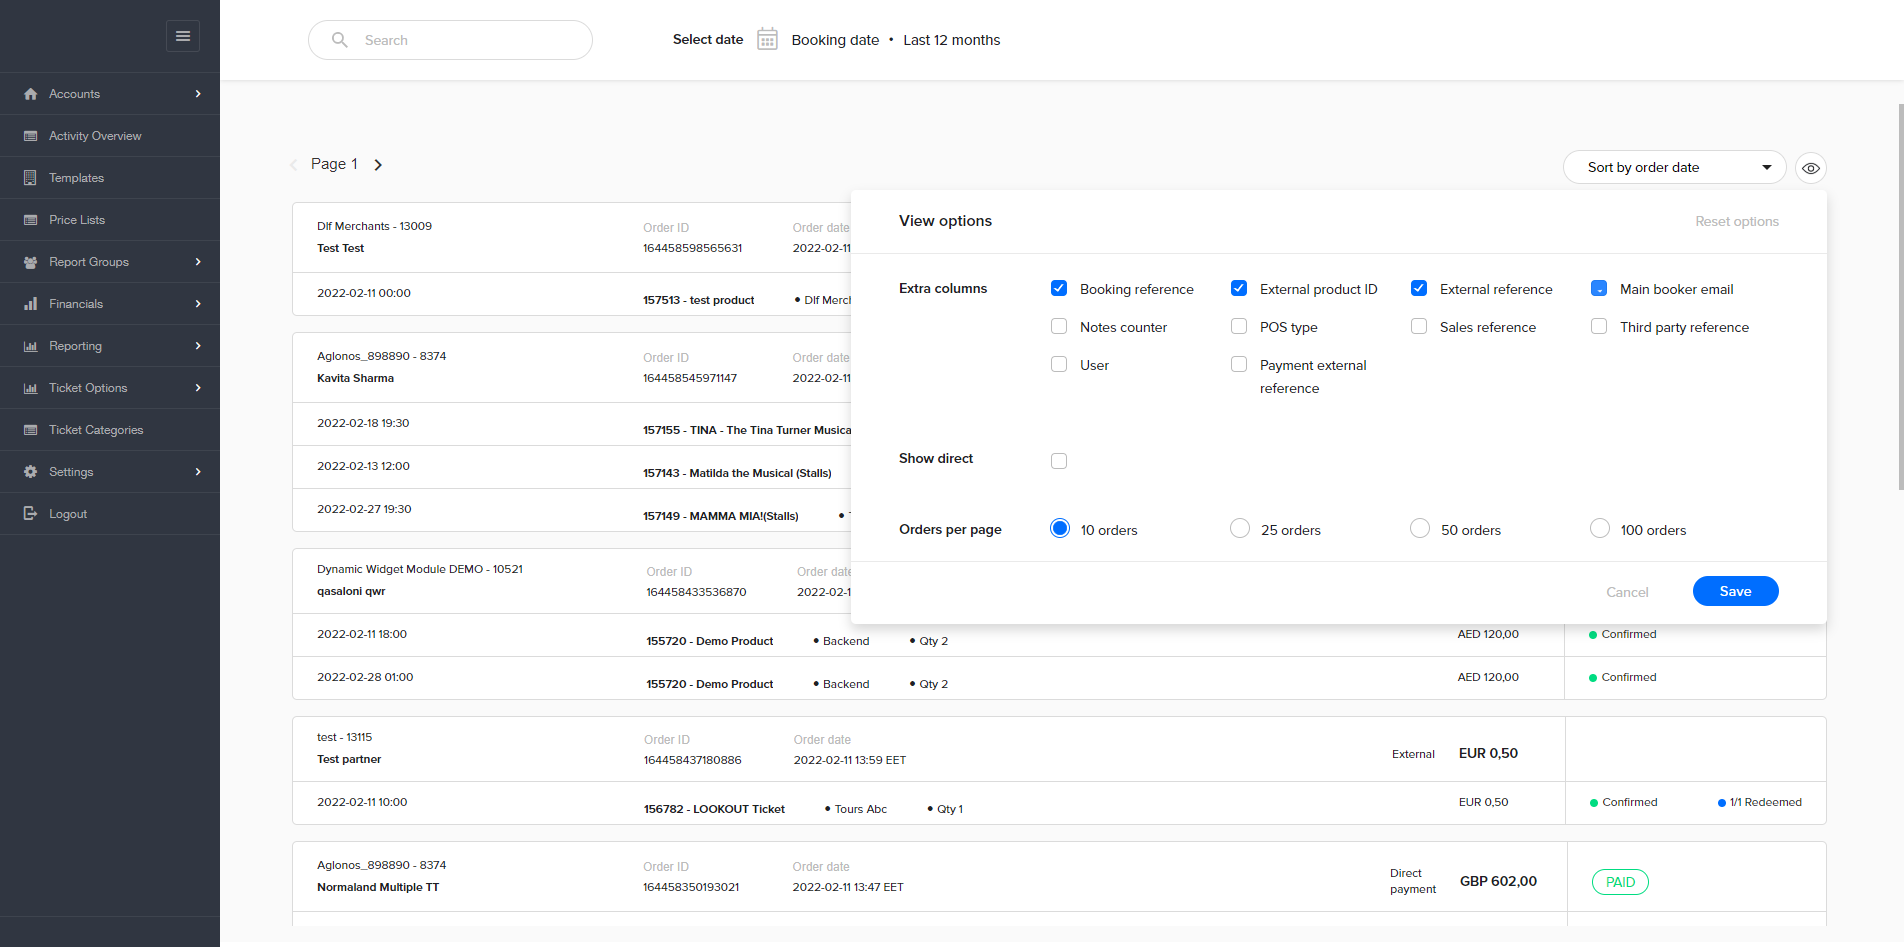 Search
Select date Booking date • Last 12 months
Accounts
Activity Overview
Templates
Price Lists
Report Groups
Financials
Reporting
Ticket Options
Ticket Categories
Settings
Logout
Page 1
Sort by order date
View options
Reset options
Extra columns
Booking reference
External product ID
External reference
Main booker email
Notes counter
POS type
Sales reference
Third party reference
User
Payment external
reference
Show direct
Orders per page
10 orders
25 orders
50 orders
100 orders
Cancel
Save
Dlf Merchants - 13009
Test Test
Order ID
164458598565631
Order date
2022-02-11
2022-02-11 00:00
157513 - test product
• Dlf Merch
Aglonos_898890 - 8374
Kavita Sharma
Order ID
164458545971147
Order date
2022-02-11
2022-02-18 19:30
157155 - TINA - The Tina Turner Musica
2022-02-13 12:00
157143 - Matilda the Musical (Stalls)
2022-02-27 19:30
157149 - MAMMA MIA!(Stalls)
Dynamic Widget Module DEMO - 10521
qasaloni qwr
Order ID
164458433536870
Order date
2022-02-1
2022-02-11 18:00
155720 - Demo Product • Backend • Qty 2
AED 120,00
Confirmed
2022-02-28 01:00
155720 - Demo Product • Backend • Qty 2
AED 120,00
Confirmed
test - 13115
Test partner
Order ID
164458437180886
Order date
2022-02-11 13:59 EET
External EUR 0,50
2022-02-11 10:00
156782 - LOOKOUT Ticket • Tours Abc • Qty 1
EUR 0,50
Confirmed
1/1 Redeemed
Aglonos_898890 - 8374
Normaland Multiple TT
Order ID
164458350193021
Order date
2022-02-11 13:47 EET
Direct
payment
GBP 602,00
PAID